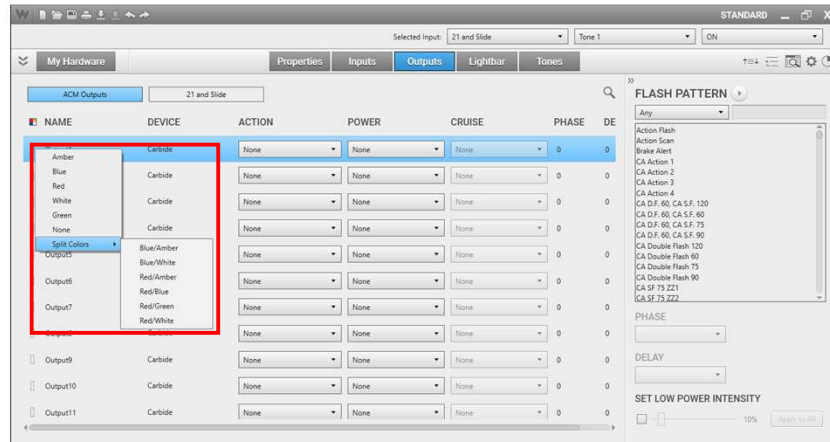 W STANDARD X
Selected Input: 21 and Slide Tone 1 ON
My Hardware Properties Inputs Outputs Lightbar Tones
ACM Outputs 21 and Slide
NAME DEVICE ACTION POWER CRUISE PHASE DE
Carbide None None None 0 0
Carbide None None None 0 0
Carbide None None None 0 0
Carbide None None None 0 0
Output5 None None None 0 0
Output6 None None None 0 0
Output7 None None None 0 0
None None None 0 0
Output9 Carbide None None None 0 0
Output10 Carbide None None None 0 0
Output11 Carbide None None None 0 0
Amber
Blue
Red
White
Green
None
Split Colors
Blue/Amber
Blue/White
Red/Amber
Red/Blue
Red/Green
Red/White
FLASH PATTERN
Any
Action Flash
Action Scan
Brake Alert
CA Action 1
CA Action 2
CA Action 3
CA Action 4
CA D.F. 60, CA S.F. 120
CA D.F. 60, CA S.F. 60
CA D.F. 60, CA S.F. 75
CA D.F. 60, CA S.F. 90
CA Double Flash 120
CA Double Flash 60
CA Double Flash 75
CA Double Flash 90
CA SF 75 ZZ1
CA SF 75 ZZ2
PHASE
DELAY
SET LOW POWER INTENSITY
10% Apply to All